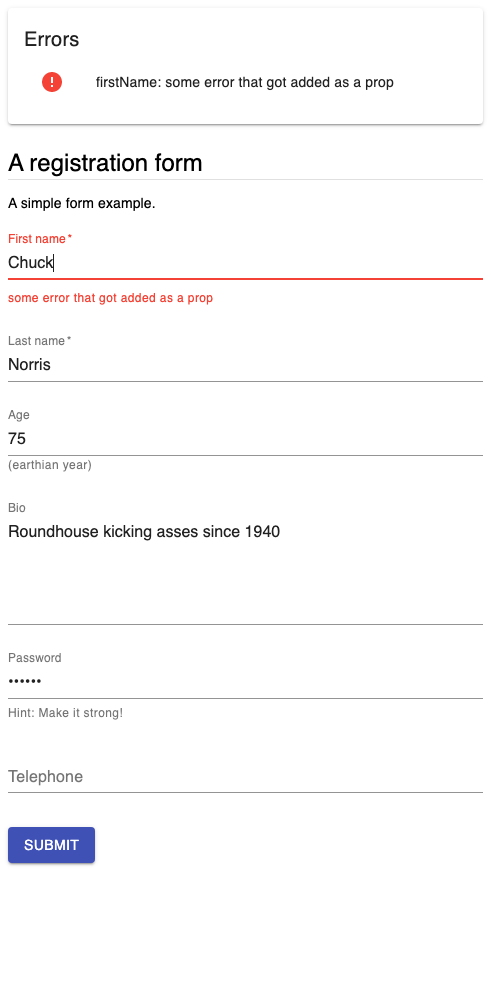 Errors
firstName: some error that got added as a prop
A registration form
A simple form example.
First name *
Chuck
some error that got added as a prop
Last name *
Norris
Age
75
(earthian year)
Bio
Roundhouse kicking asses since 1940
Password
••••••
Hint: Make it strong!
Telephone
SUBMIT